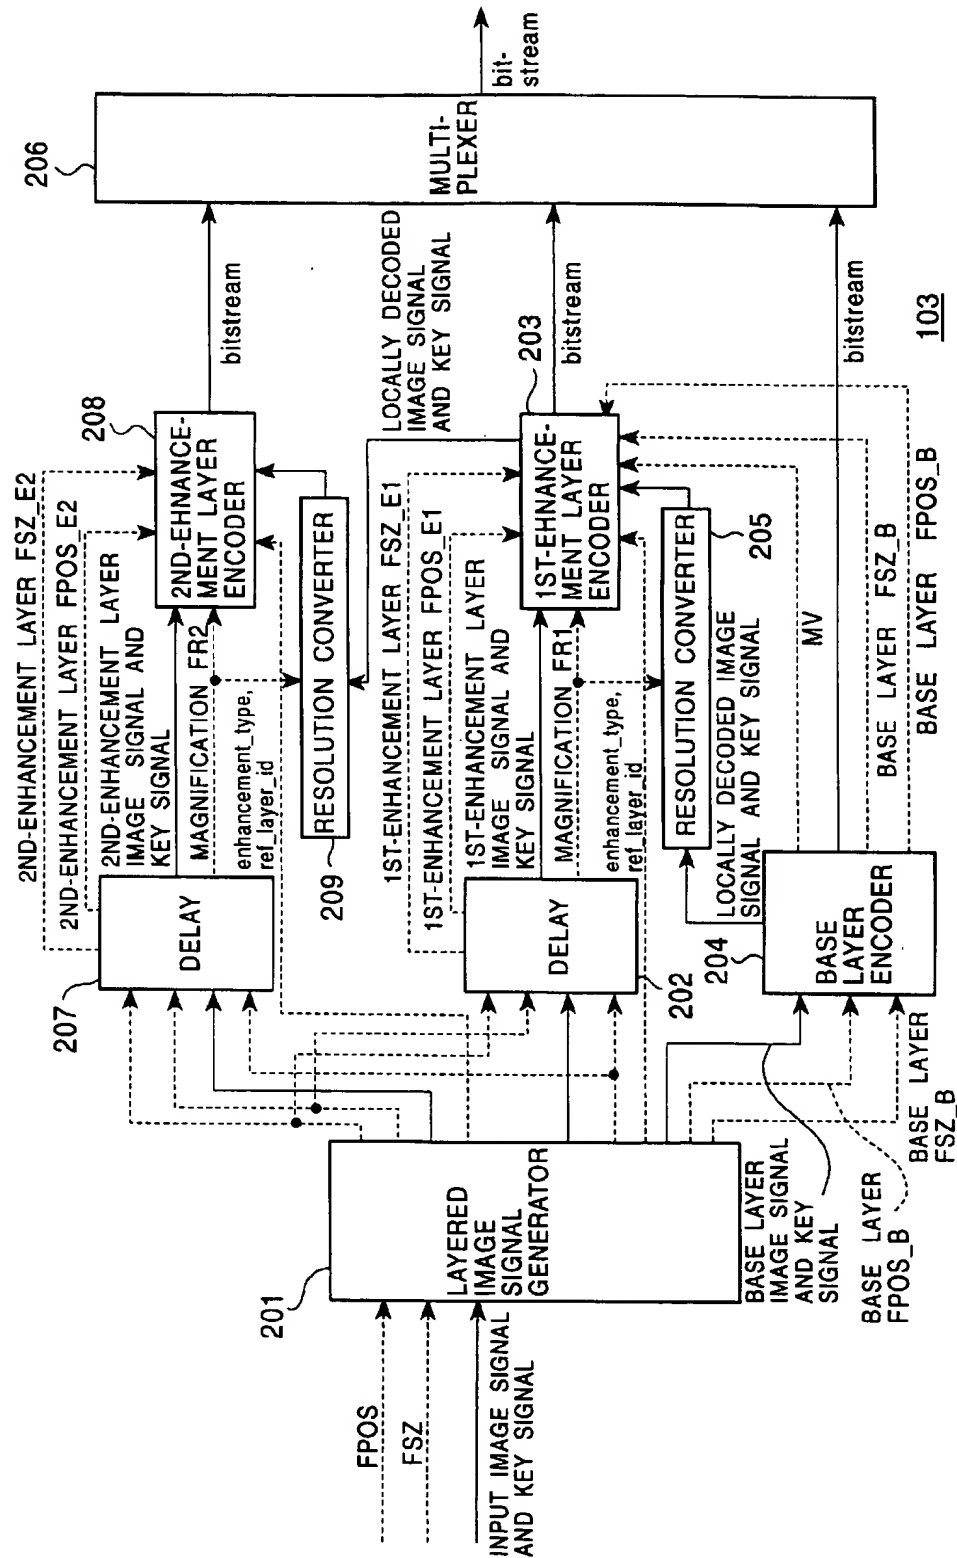 206
MULTI-
PLEXER
bit-
stream
bitstream
bitstream
bitstream
103
2ND-ENHANCEMENT LAYER FSZ_E2
2ND-ENHANCEMENT LAYER FPOS_E2
2ND-ENHANCEMENT LAYER
IMAGE SIGNAL AND
KEY SIGNAL
MAGNIFICATION FR2
enhancement_type,
ref_layer_id
208
2ND-EHNANCE-
MENT LAYER
ENCODER
LOCALLY DECODED
IMAGE SIGNAL
AND KEY SIGNAL
RESOLUTION CONVERTER
209
207
DELAY
1ST-ENHANCEMENT LAYER FSZ_E1
1ST-ENHANCEMENT LAYER FPOS_E1
1ST-ENHANCEMENT LAYER
IMAGE SIGNAL AND
KEY SIGNAL
MAGNIFICATION FR1
enhancement_type,
ref_layer_id
203
1ST-EHNANCE-
MENT LAYER
ENCODER
RESOLUTION CONVERTER
205
202
DELAY
LOCALLY DECODED IMAGE
SIGNAL AND KEY SIGNAL
MV
BASE LAYER FSZ_B
BASE LAYER FPOS_B
204
BASE
LAYER
ENCODER
201
LAYERED
IMAGE
SIGNAL
GENERATOR
BASE LAYER
IMAGE SIGNAL
AND KEY
SIGNAL
BASE LAYER
FPOS_B
BASE LAYER
FSZ_B
FPOS
FSZ
INPUT IMAGE SIGNAL
AND KEY SIGNAL